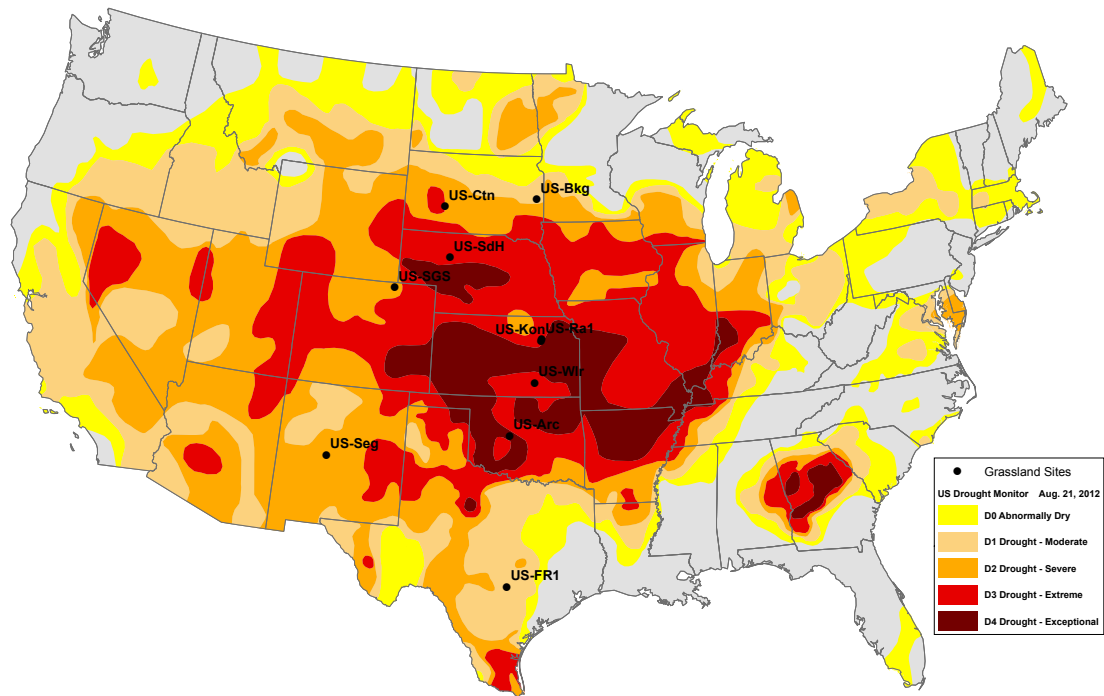 US-Ctn
US-Bkg
US-SdH
US-SGS
US-Kon
US-Ra1
US-Wlr
US-Arc
US-Seg
US-FR1
Grassland Sites
US Drought Monitor Aug. 21, 2012
D0 Abnormally Dry
D1 Drought - Moderate
D2 Drought - Severe
D3 Drought - Extreme
D4 Drought - Exceptional